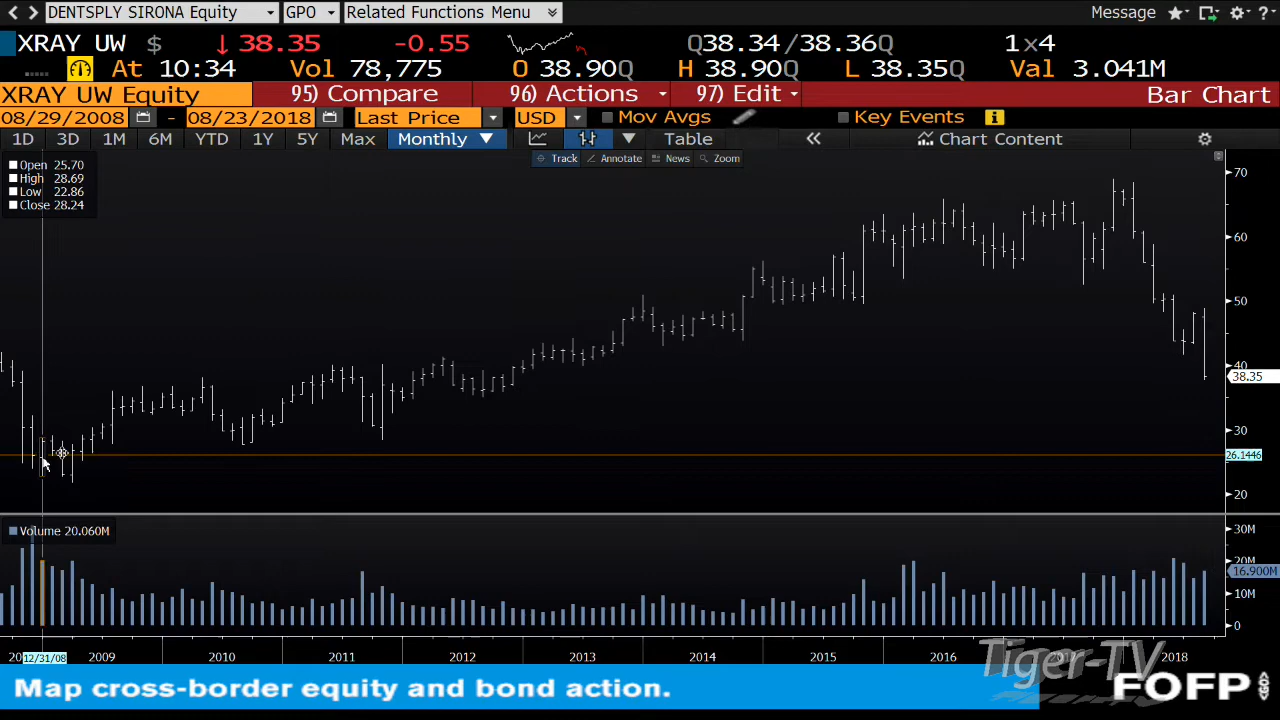 DENTSPLY SIRONA Equity GPO Related Functions Menu Message ?
XRAY UW $ ↓38.35 -0.55 Q38.34/38.36Q 1×4
At 10:34 Vol 78,775 O 38.90Q H 38.90Q L 38.35Q Val 3.041M
XRAY UW Equity 95) Compare 96) Actions 97) Edit Bar Chart
08/29/2008 - 08/23/2018 Last Price USD Mov Avgs Key Events i
1D 3D 1M 6M YTD 1Y 5Y Max Monthly ▼ Table « Chart Content
Track Annotate News Zoom
Open 25.70
High 28.69
Low 22.86
Close 28.24
70
60
50
40
38.35
30
26.1446
20
Volume 20.060M
30M
20M
16.900M
10M
0
20 12/31/08 2009 2010 2011 2012 2013 2014 2015 2016 2017 2018
Tiger-TV
Map cross-border equity and bond action.
FOFP